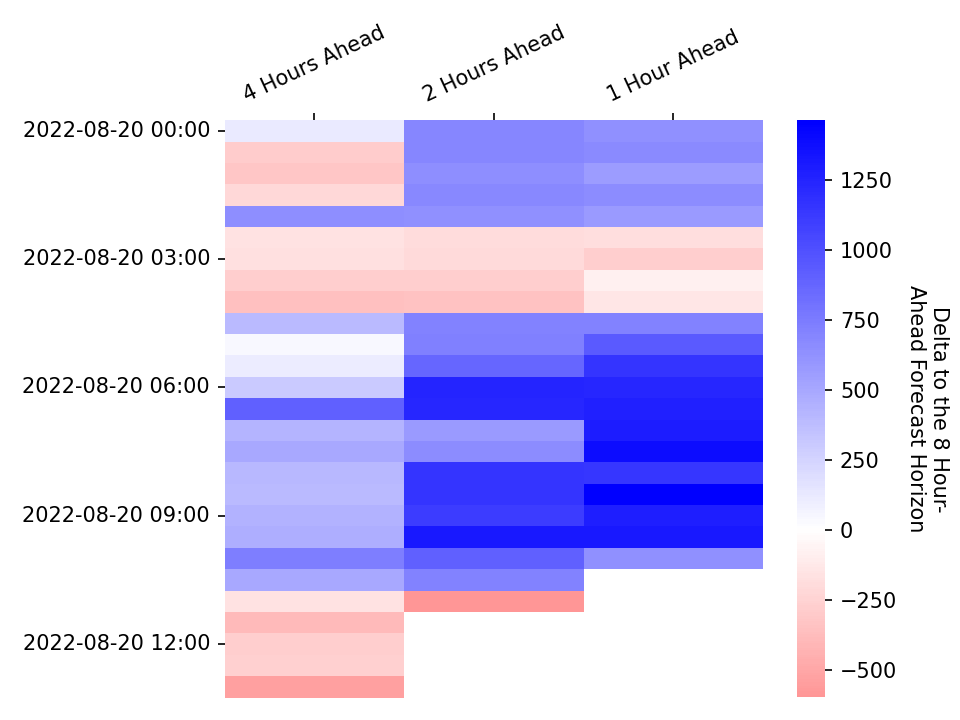 4 Hours Ahead
2 Hours Ahead
1 Hour Ahead
2022-08-20 00:00
2022-08-20 03:00
2022-08-20 06:00
2022-08-20 09:00
2022-08-20 12:00
1250
1000
750
500
250
0
−250
−500
Delta to the 8 Hour-
Ahead Forecast Horizon